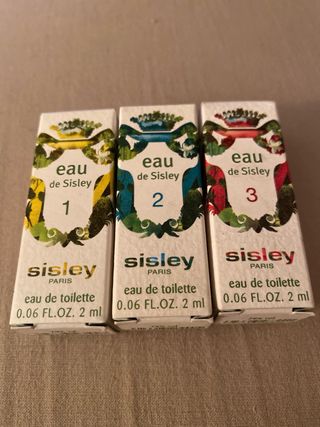 eau
de Sisley
1
sisley
PARIS
eau de toilette
0.06 FL.OZ. 2 ml
eau
de Sisley
2
sisley
PARIS
eau de toilette
0.06 FL.OZ. 2 ml
eau
de Sisley
3
sisley
PARIS
eau de toilette
0.06 FL.OZ. 2 ml